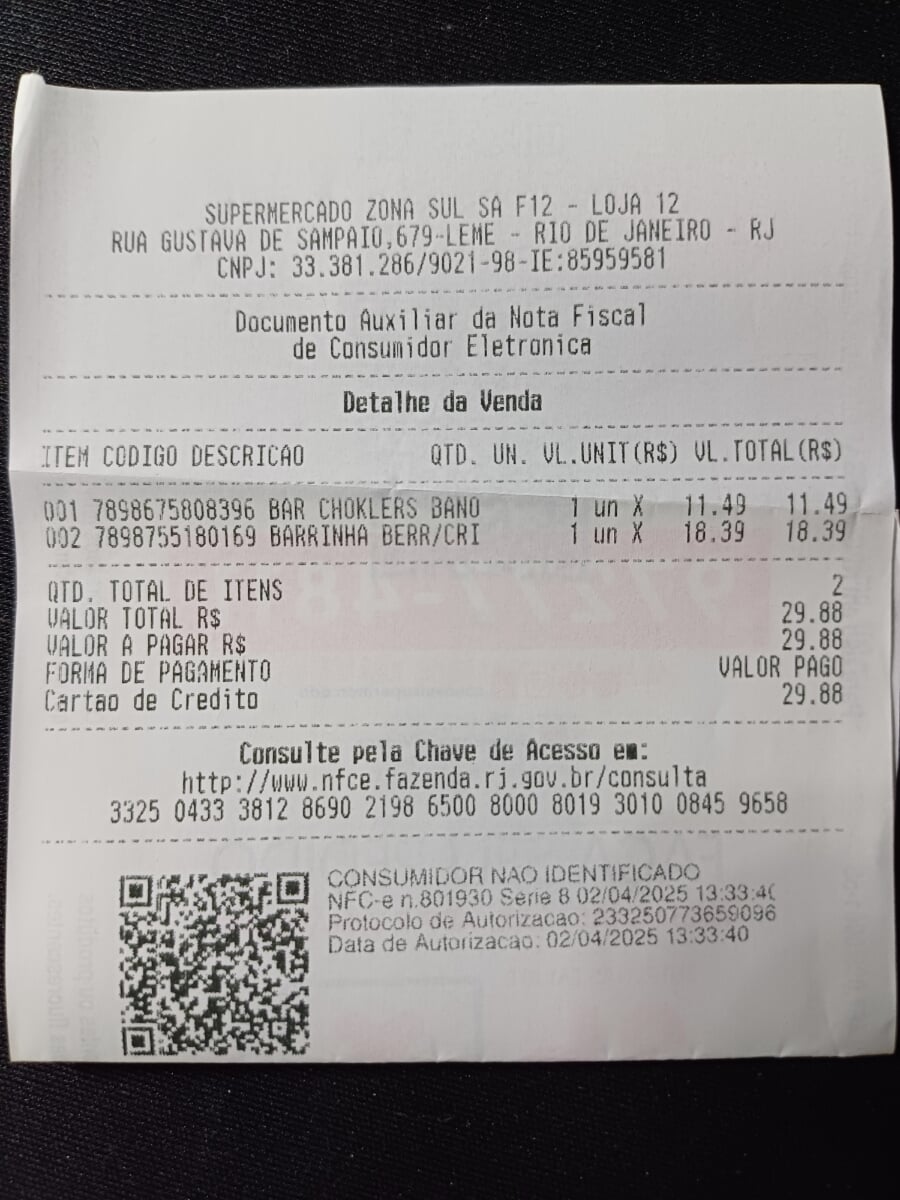 SUPERMERCADO ZONA SUL SA F12 - LOJA 12
RUA GUSTAVA DE SAMPAIO,679-LEME - RIO DE JANEIRO - RJ
CNPJ: 33.381.286/9021-98-IE:85959581
Documento Auxiliar da Nota Fiscal
de Consumidor Eletronica
Detalhe da Venda
ITEM CODIGO DESCRICAO QTD. UN. VL.UNIT(R$) VL.TOTAL(R$)
001 7898675808396 BAR CHOKLERS BANO 1 un X 11.49 11.49
002 7898755180169 BARRINHA BERR/CRI 1 un X 18.39 18.39
QTD. TOTAL DE ITENS 2
VALOR TOTAL R$ 29.88
VALOR A PAGAR R$ 29.88
FORMA DE PAGAMENTO VALOR PAGO
Cartao de Credito 29.88
Consulte pela Chave de Acesso em:
http://www.nfce.fazenda.rj.gov.br/consulta
3325 0433 3812 8690 2198 6500 8000 8019 3010 0845 9658
CONSUMIDOR NAO IDENTIFICADO
NFC-e n.801930 Serie 8 02/04/2025 13:33:40
Protocolo de Autorizacao: 233250773659096
Data de Autorizacao: 02/04/2025 13:33:40